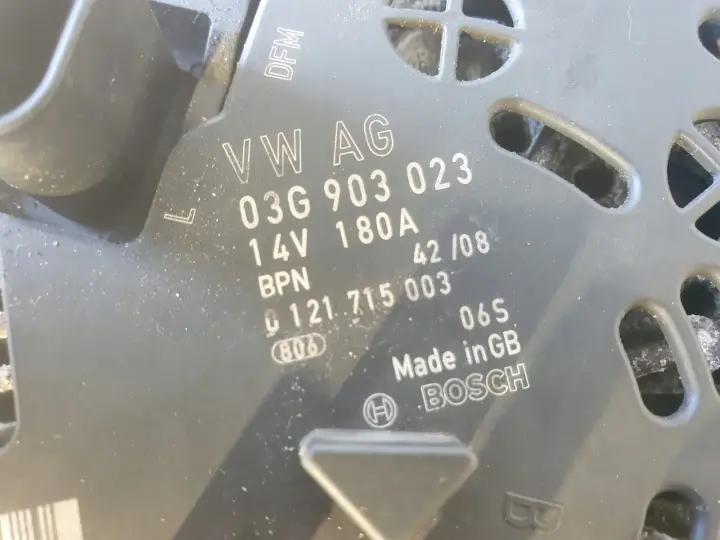 DFM
VW AG
L
03G 903 023
14V 180A
42/08
BPN
0 121 715 003
06S
806
Made in GB
BOSCH
B